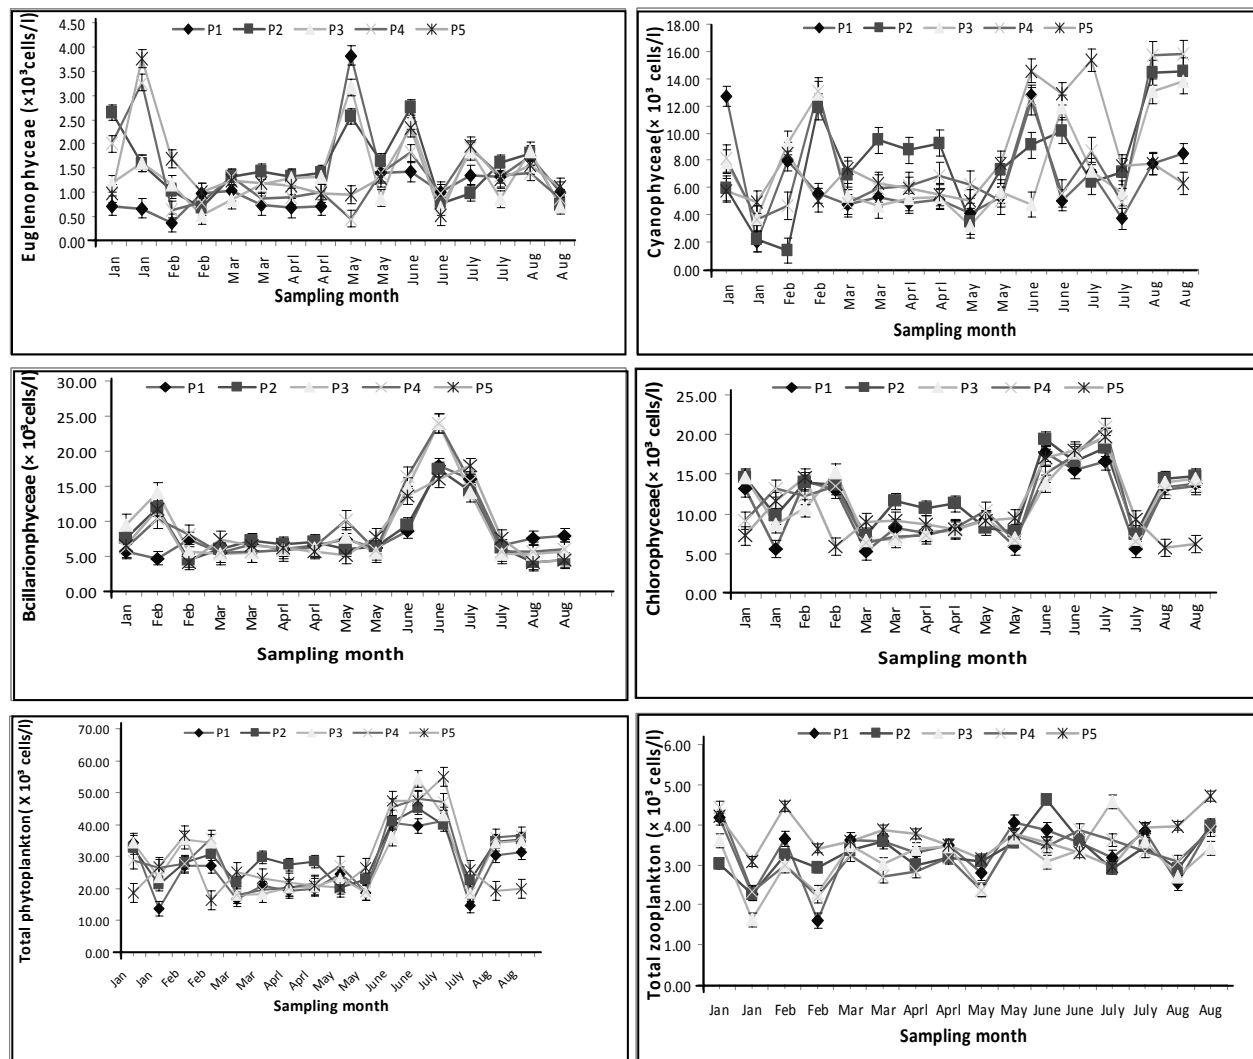 P1 P2 P3 P4 P5
Euglenophyceae (×10³cells/l)
4.50
4.00
3.50
3.00
2.50
2.00
1.50
1.00
0.50
0.00
Jan Jan Feb Feb Mar Mar Aprl Aprl May May June June July July Aug Aug
Sampling month
P1 P2 P3 P4 P5
Cyanophyceae(× 10³ cells/l)
18.00
16.00
14.00
12.00
10.00
8.00
6.00
4.00
2.00
0.00
Jan Jan Feb Feb Mar Mar Aprl Aprl May May June June July July Aug Aug
Sampling month
P1 P2 P3 P4 P5
Bcillarionphyceae (× 10³cells/l)
30.00
25.00
20.00
15.00
10.00
5.00
0.00
Jan Feb Feb Mar Mar Aprl Aprl May May June June July July Aug Aug
Sampling month
P1 P2 P3 P4 P5
Chlorophyceae(× 10³ cells/l)
25.00
20.00
15.00
10.00
5.00
0.00
Jan Jan Feb Feb Mar Mar Aprl Aprl May May June June July July Aug Aug
Sampling month
P1 P2 P3 P4 P5
Total phytoplankton( X 10³ cells/l)
70.00
60.00
50.00
40.00
30.00
20.00
10.00
0.00
Jan Jan Feb Feb Mar Mar Aprl Aprl May May June June July July Aug Aug
Sampling month
P1 P2 P3 P4 P5
Total zooplankton (× 10³ cells/l)
6.00
5.00
4.00
3.00
2.00
1.00
0.00
Jan Jan Feb Feb Mar Mar Aprl Aprl May May June June July July Aug Aug
Sampling month